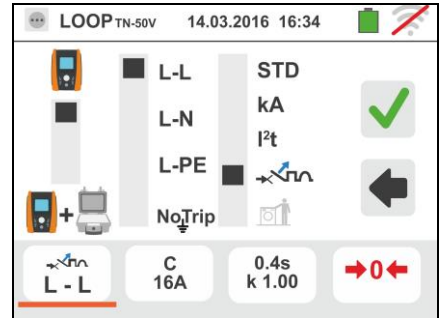 LOOP TN-50V 14.03.2016 16:34
L-L STD
L-N kA
I²t
L-PE
NoTrip
L - L
C
16A
0.4s
k 1.00
→0←
+